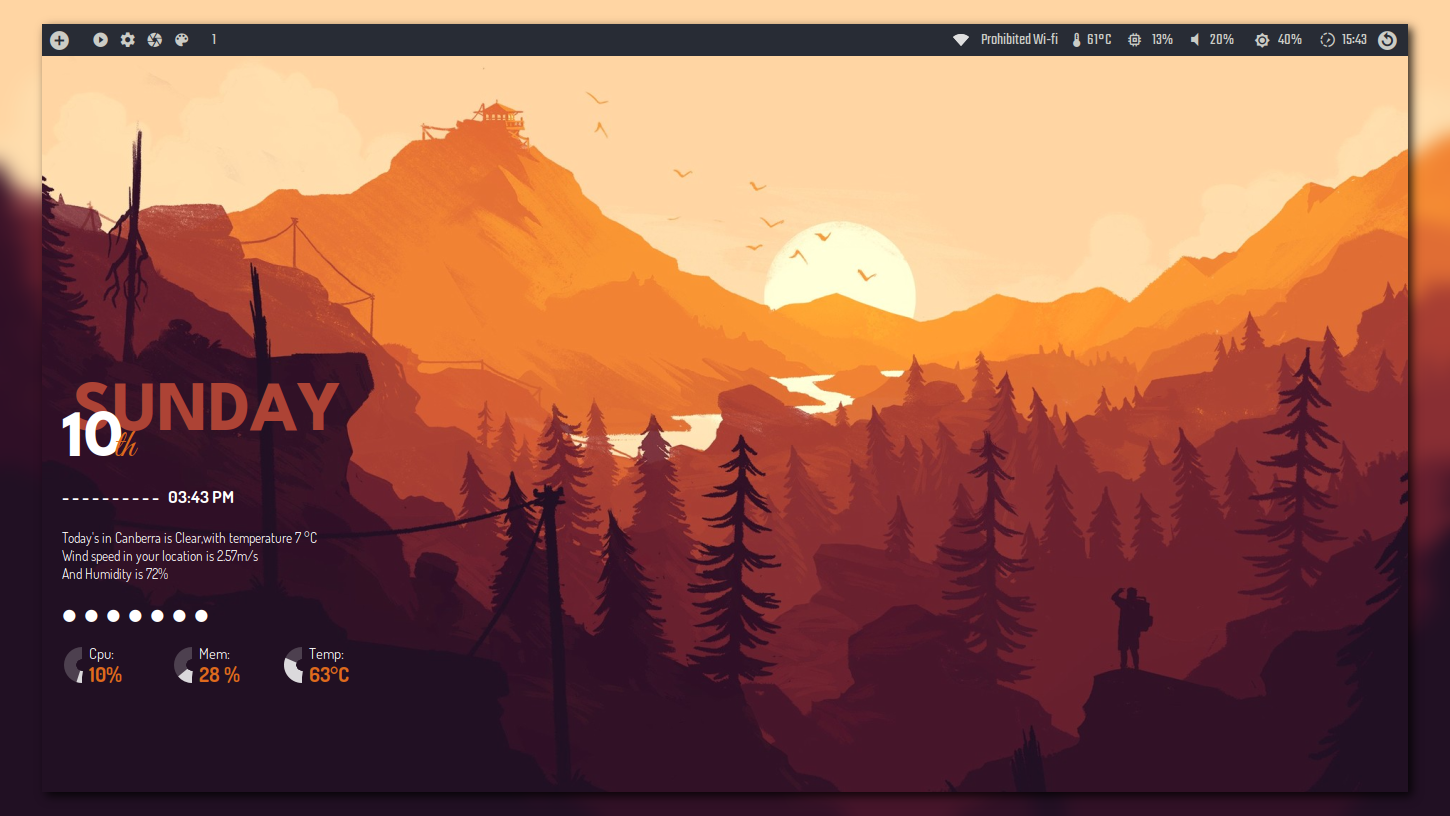 1 Prohibited Wi-fi 61°C 13% 20% 40% 15:43
SUNDAY
10th
---------- 03:43 PM
Today's in Canberra is Clear,with temperature 7 °C
Wind speed in your location is 2.57m/s
And Humidity is 72%
Cpu: Mem: Temp:
10% 28 % 63°C